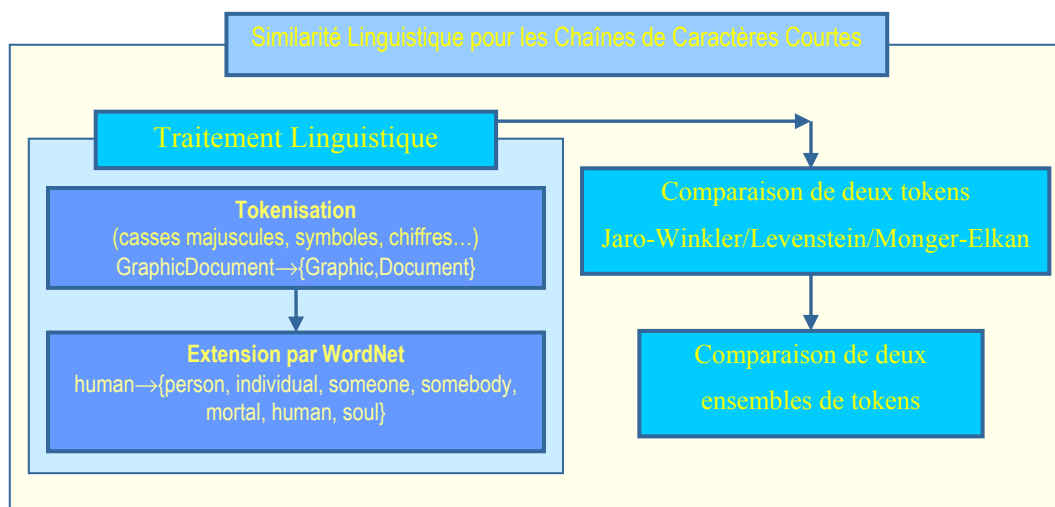 Similarité Linguistique pour les Chaînes de Caractères Courtes
Traitement Linguistique
Tokenisation
(casses majuscules, symboles, chiffres…)
GraphicDocument→{Graphic,Document}
Extension par WordNet
human→{person, individual, someone, somebody,
mortal, human, soul}
Comparaison de deux tokens
Jaro-Winkler/Levenstein/Monger-Elkan
Comparaison de deux
ensembles de tokens